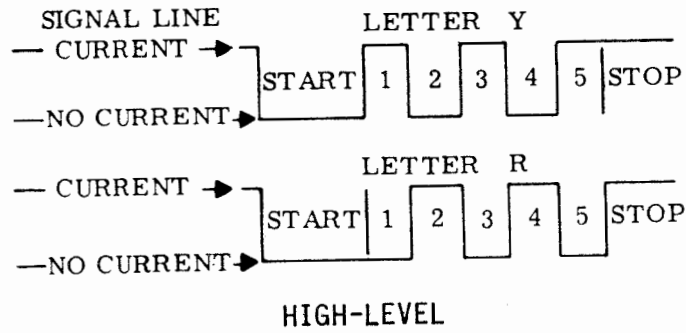 SIGNAL LINE LETTER Y
CURRENT
START 1 2 3 4 5 STOP
NO CURRENT
LETTER R
CURRENT
START 1 2 3 4 5 STOP
NO CURRENT
HIGH-LEVEL